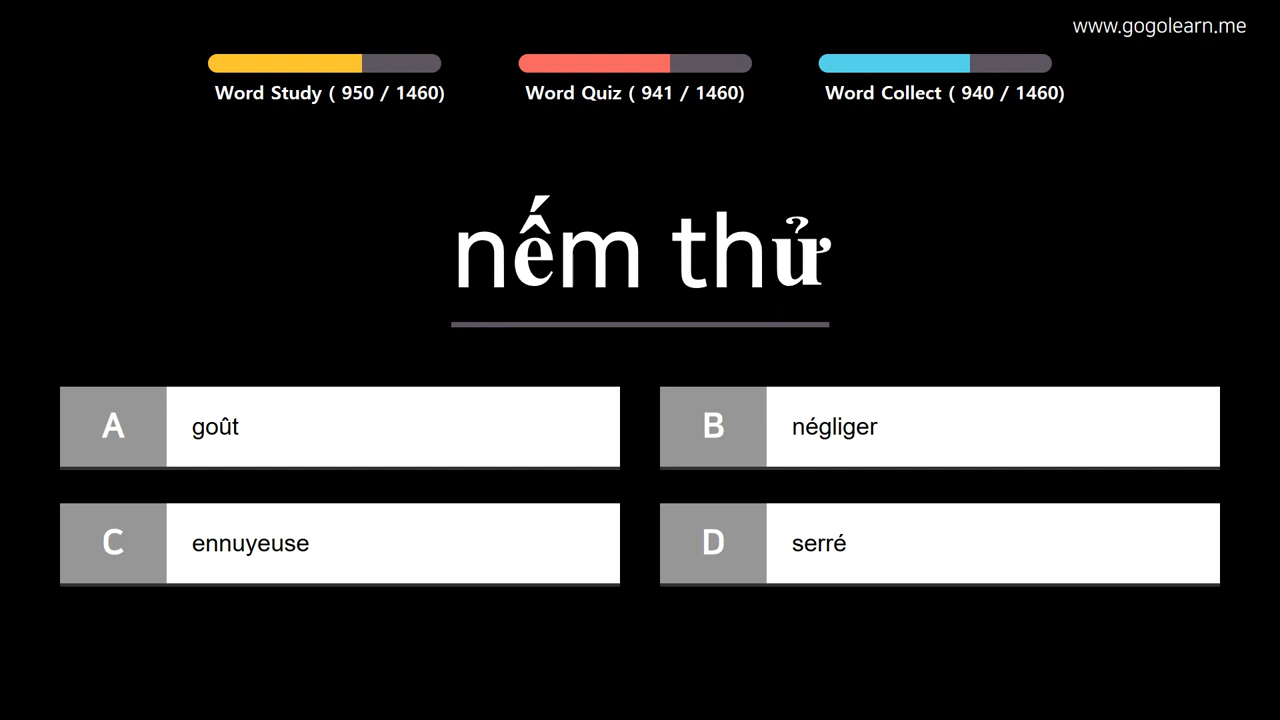 www.gogolearn.me
Word Study ( 950 / 1460)
Word Quiz ( 941 / 1460)
Word Collect ( 940 / 1460)
nếm thử
A
goût
B
négliger
C
ennuyeuse
D
serré